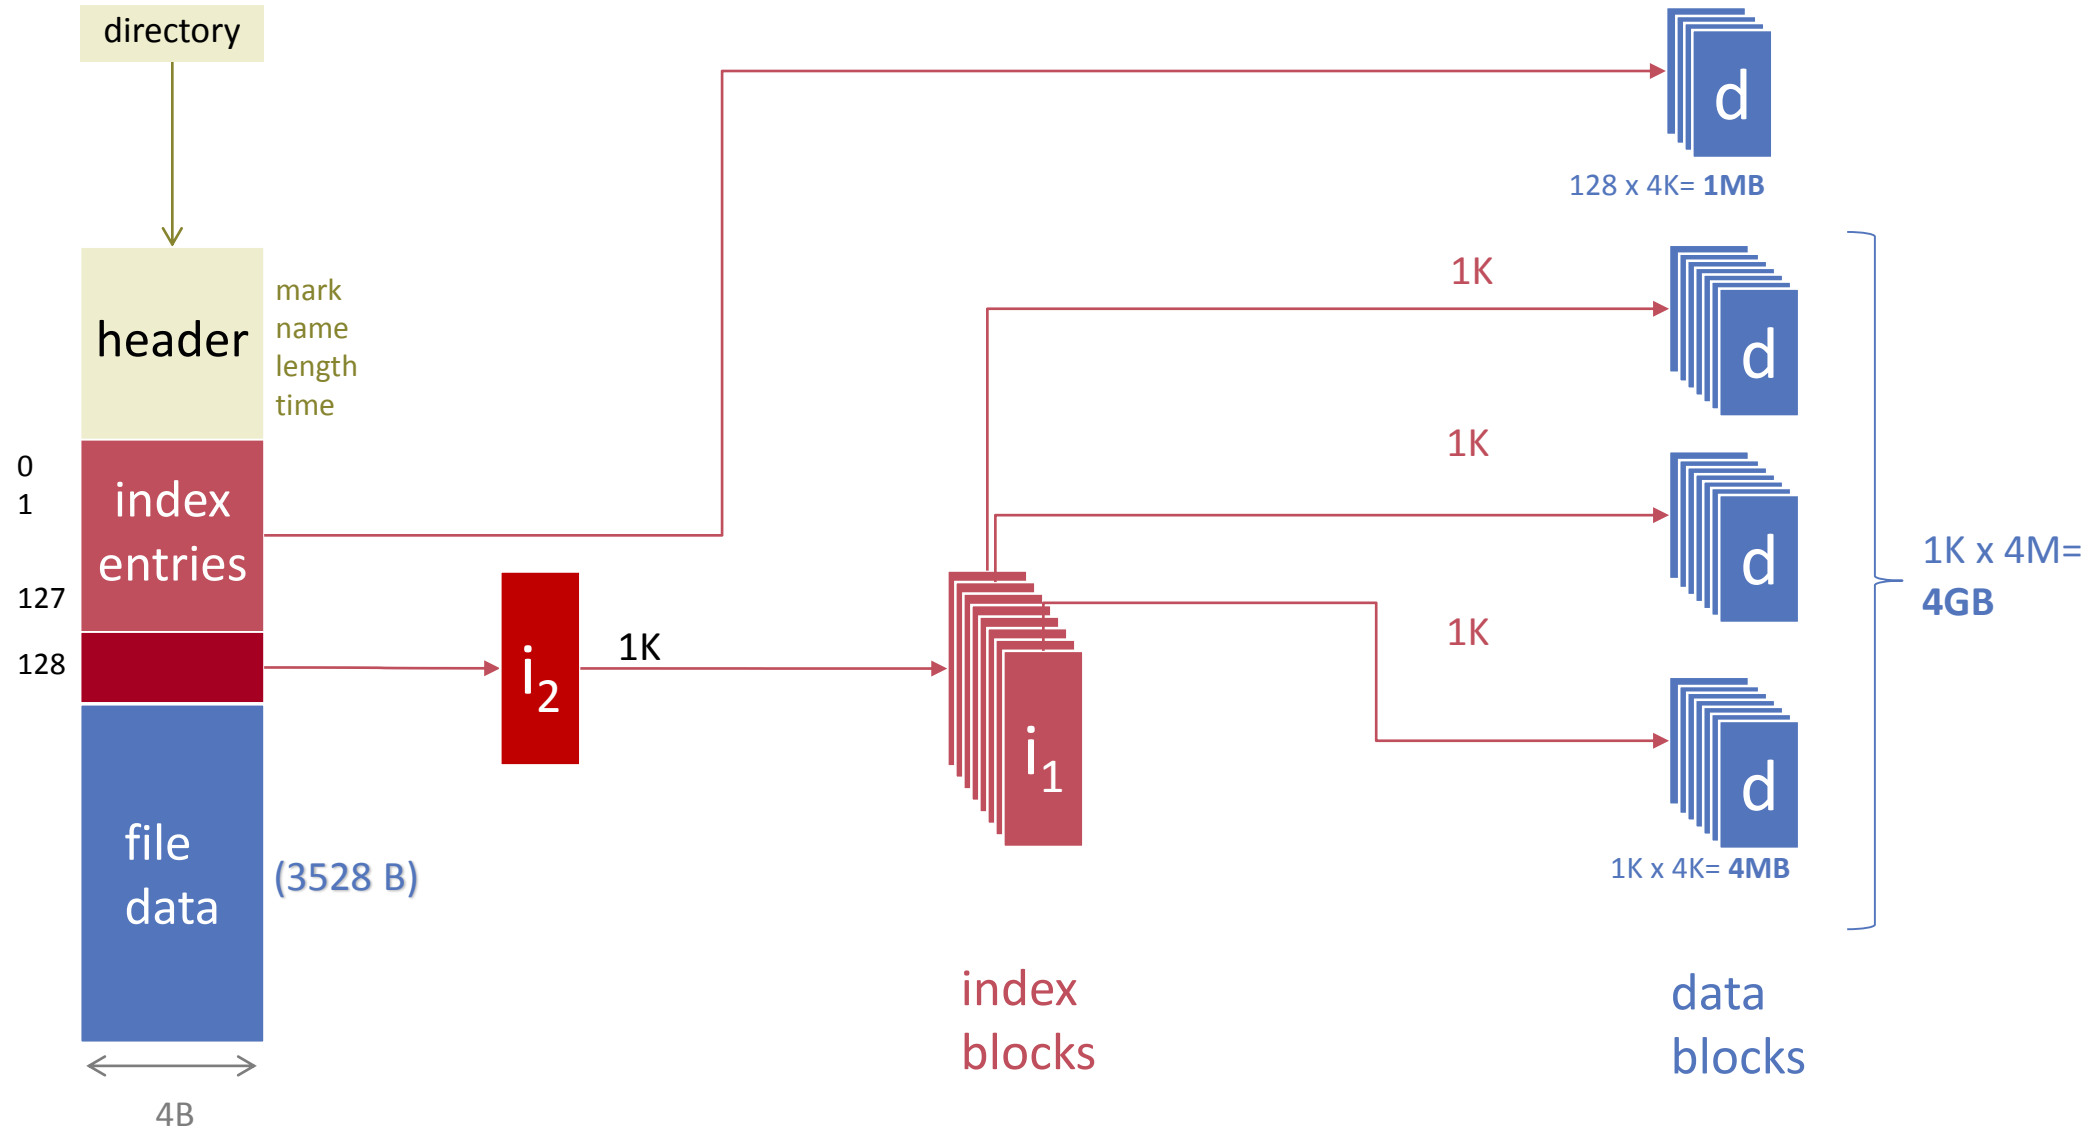 directory
d
128 x 4K= 1MB
header
mark
name
length
time
1K
d
0
1
127
128
index
entries
1K
d
i2
1K
i1
1K
d
1K x 4K= 4MB
1K x 4M=
4GB
file
data
(3528 B)
index
blocks
data
blocks
4B